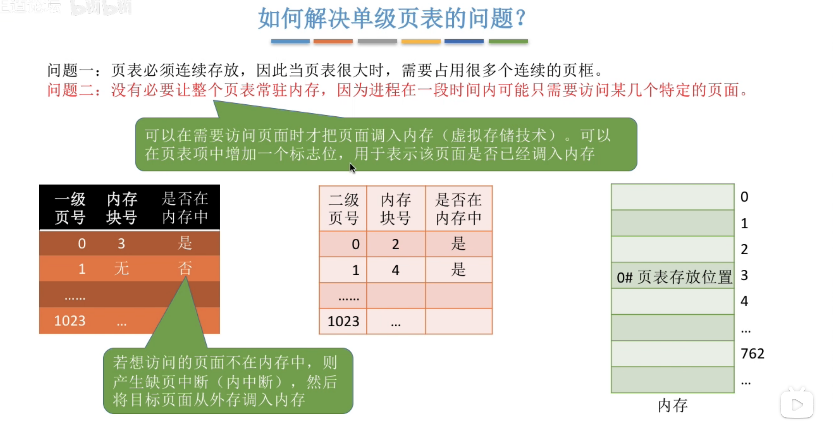 如何解决单级页表的问题？
问题一：页表必须连续存放，因此当页表很大时，需要占用很多个连续的页框。
问题二：没有必要让整个页表常驻内存，因为进程在一段时间内可能只需要访问某几个特定的页面。
可以在需要访问页面时才把页面调入内存（虚拟存储技术）。可以
在页表项中增加一个标志位，用于表示该页面是否已经调入内存
一级页号 内存块号 是否在内存中
0 3 是
1 无 否
……
1023 …
二级页号 内存块号 是否在内存中
0 2 是
1 4 是
……
1023 …
0
1
2
0# 页表存放位置 3
4
…
762
…
内存
若想访问的页面不在内存中，则
产生缺页中断（内中断），然后
将目标页面从外存调入内存